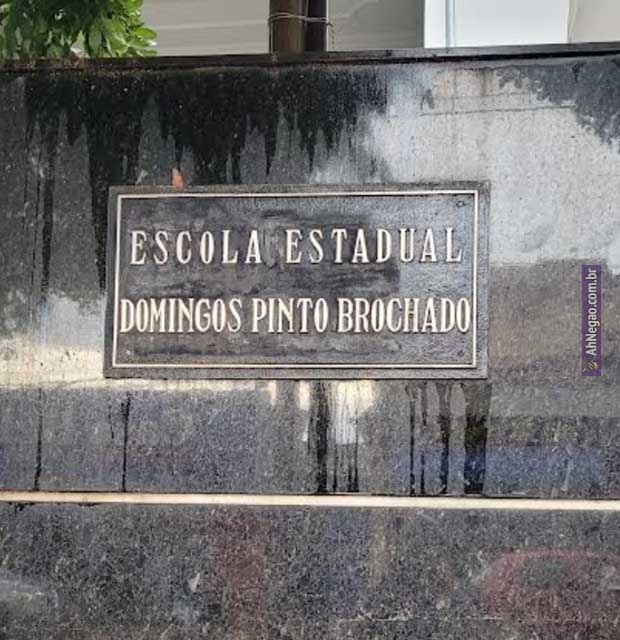 ESCOLA ESTADUAL
DOMINGOS PINTO BROCHADO
AhNegao.com.br